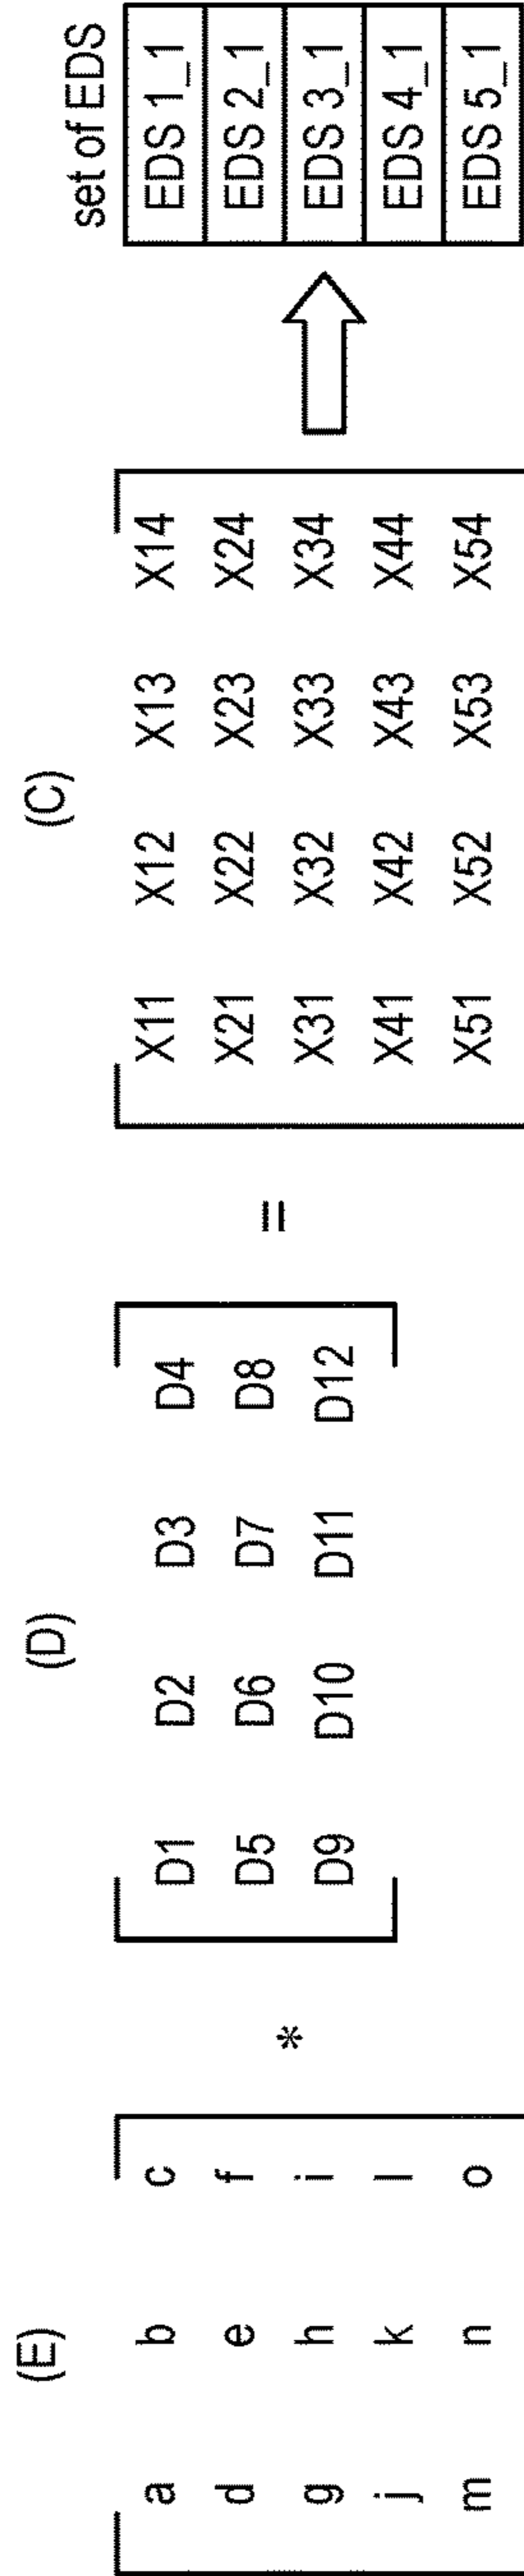 (E) (D) (C) set of EDS
a b c * D1 D2 D3 D4 = X11 X12 X13 X14 EDS 1_1
d e f D5 D6 D7 D8 X21 X22 X23 X24 EDS 2_1
g h i D9 D10 D11 D12 X31 X32 X33 X34 EDS 3_1
j k l X41 X42 X43 X44 EDS 4_1
m n o X51 X52 X53 X54 EDS 5_1